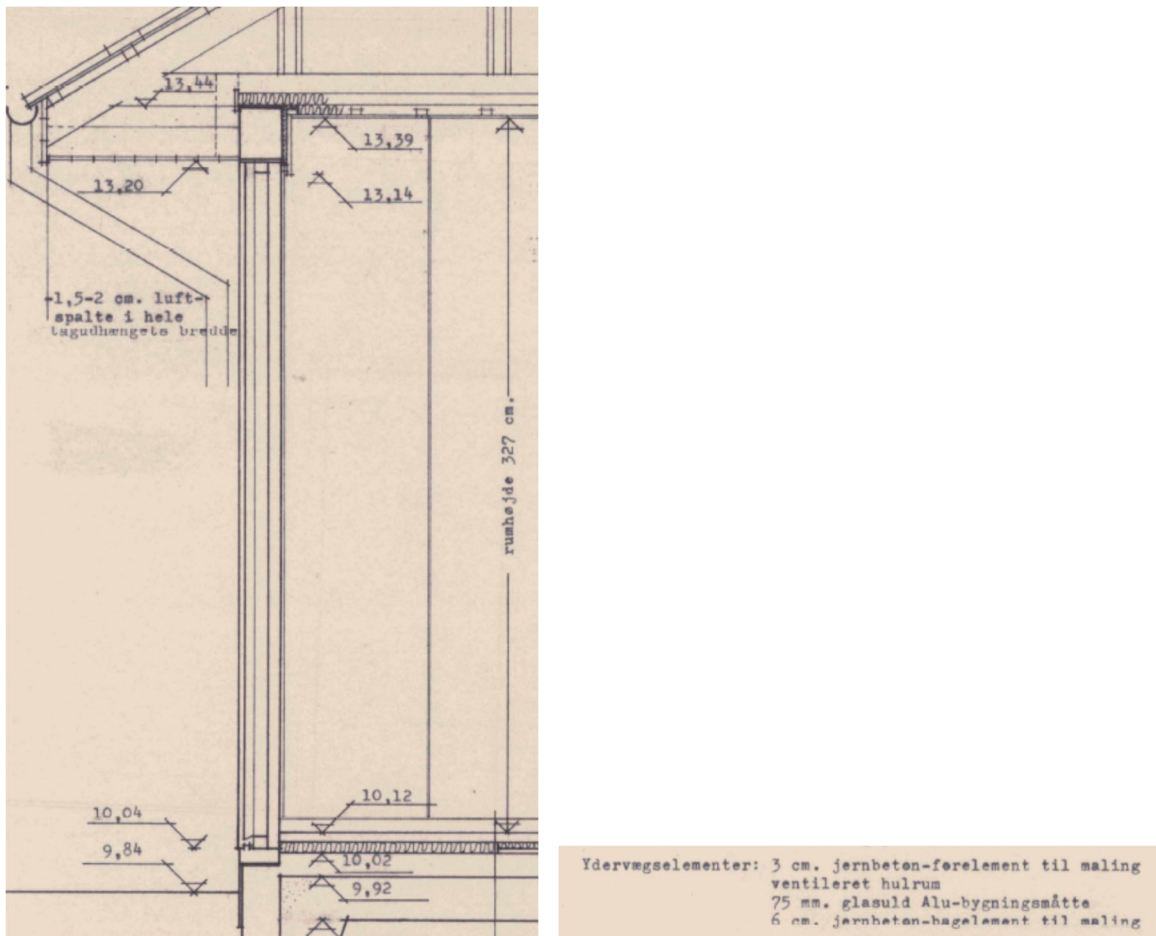 13,44
13,39
13,20
13,14
1,5-2 cm. luft-
spalte i hele
tagudhængets bredde
rumhøjde 327 cm.
10,12
10,04
9,84
10,02
9,92
Ydervægselementer: 3 cm. jernbeton-forelement til maling
ventileret hulrum
75 mm. glasuld Alu-bygningsmåtte
6 cm. jernbeton-bagelement til maling